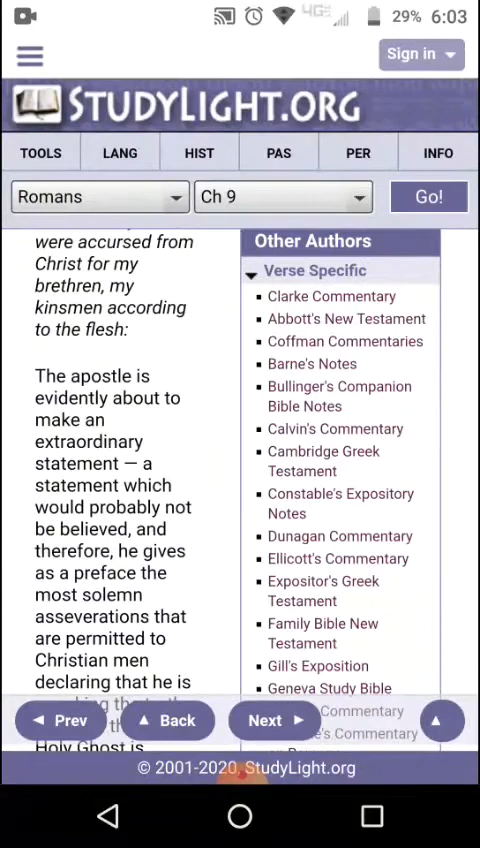 4GE
29% 6:03
Sign in
STUDYLIGHT.ORG
TOOLS LANG HIST PAS PER INFO
Romans Ch 9 Go!
were accursed from
Christ for my
brethren, my
kinsmen according
to the flesh:
The apostle is
evidently about to
make an
extraordinary
statement — a
statement which
would probably not
be believed, and
therefore, he gives
as a preface the
most solemn
asseverations that
are permitted to
Christian men
declaring that he is
Holy Ghost is
Other Authors
Verse Specific
Clarke Commentary
Abbott's New Testament
Coffman Commentaries
Barne's Notes
Bullinger's Companion
Bible Notes
Calvin's Commentary
Cambridge Greek
Testament
Constable's Expository
Notes
Dunagan Commentary
Ellicott's Commentary
Expositor's Greek
Testament
Family Bible New
Testament
Gill's Exposition
Geneva Study Bible
Commentary
Commentary
Prev Back Next
© 2001-2020, StudyLight.org